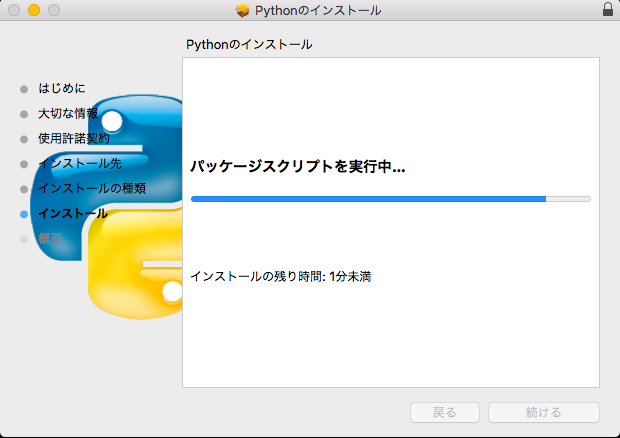 Pythonのインストール
Pythonのインストール
はじめに
大切な情報
使用許諾契約
インストール先
インストールの種類
インストール
概要
パッケージスクリプトを実行中...
インストールの残り時間: 1分未満
戻る
続ける